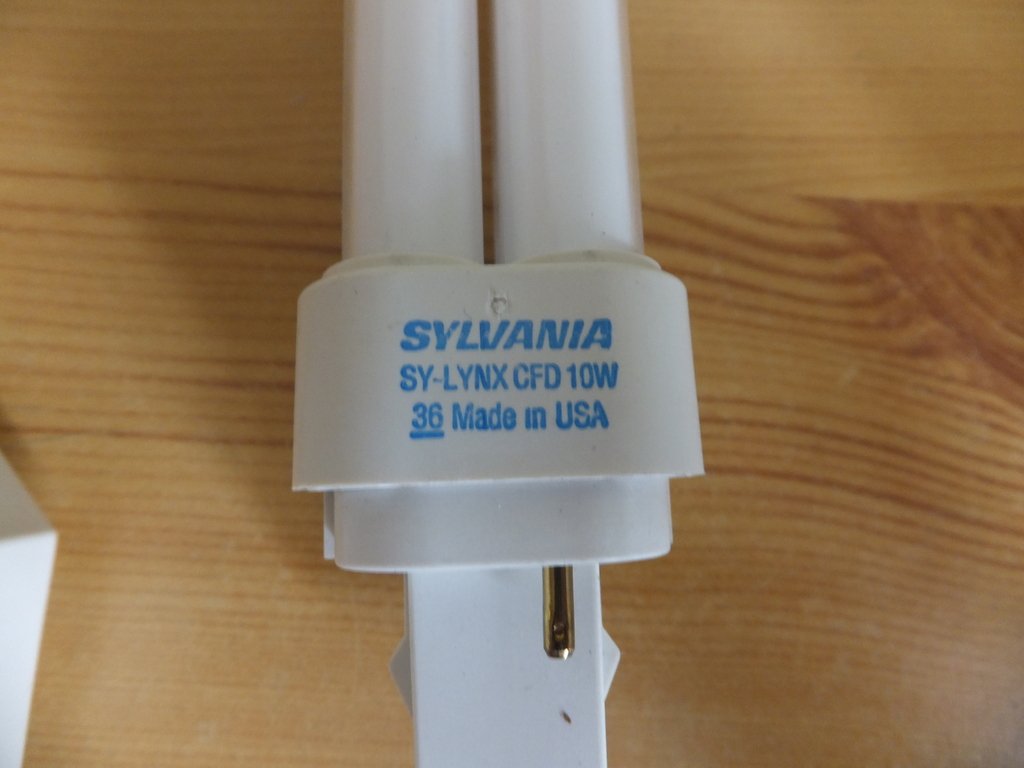 SYLVANIA
SY-LYNX CFD 10W
36 Made in USA